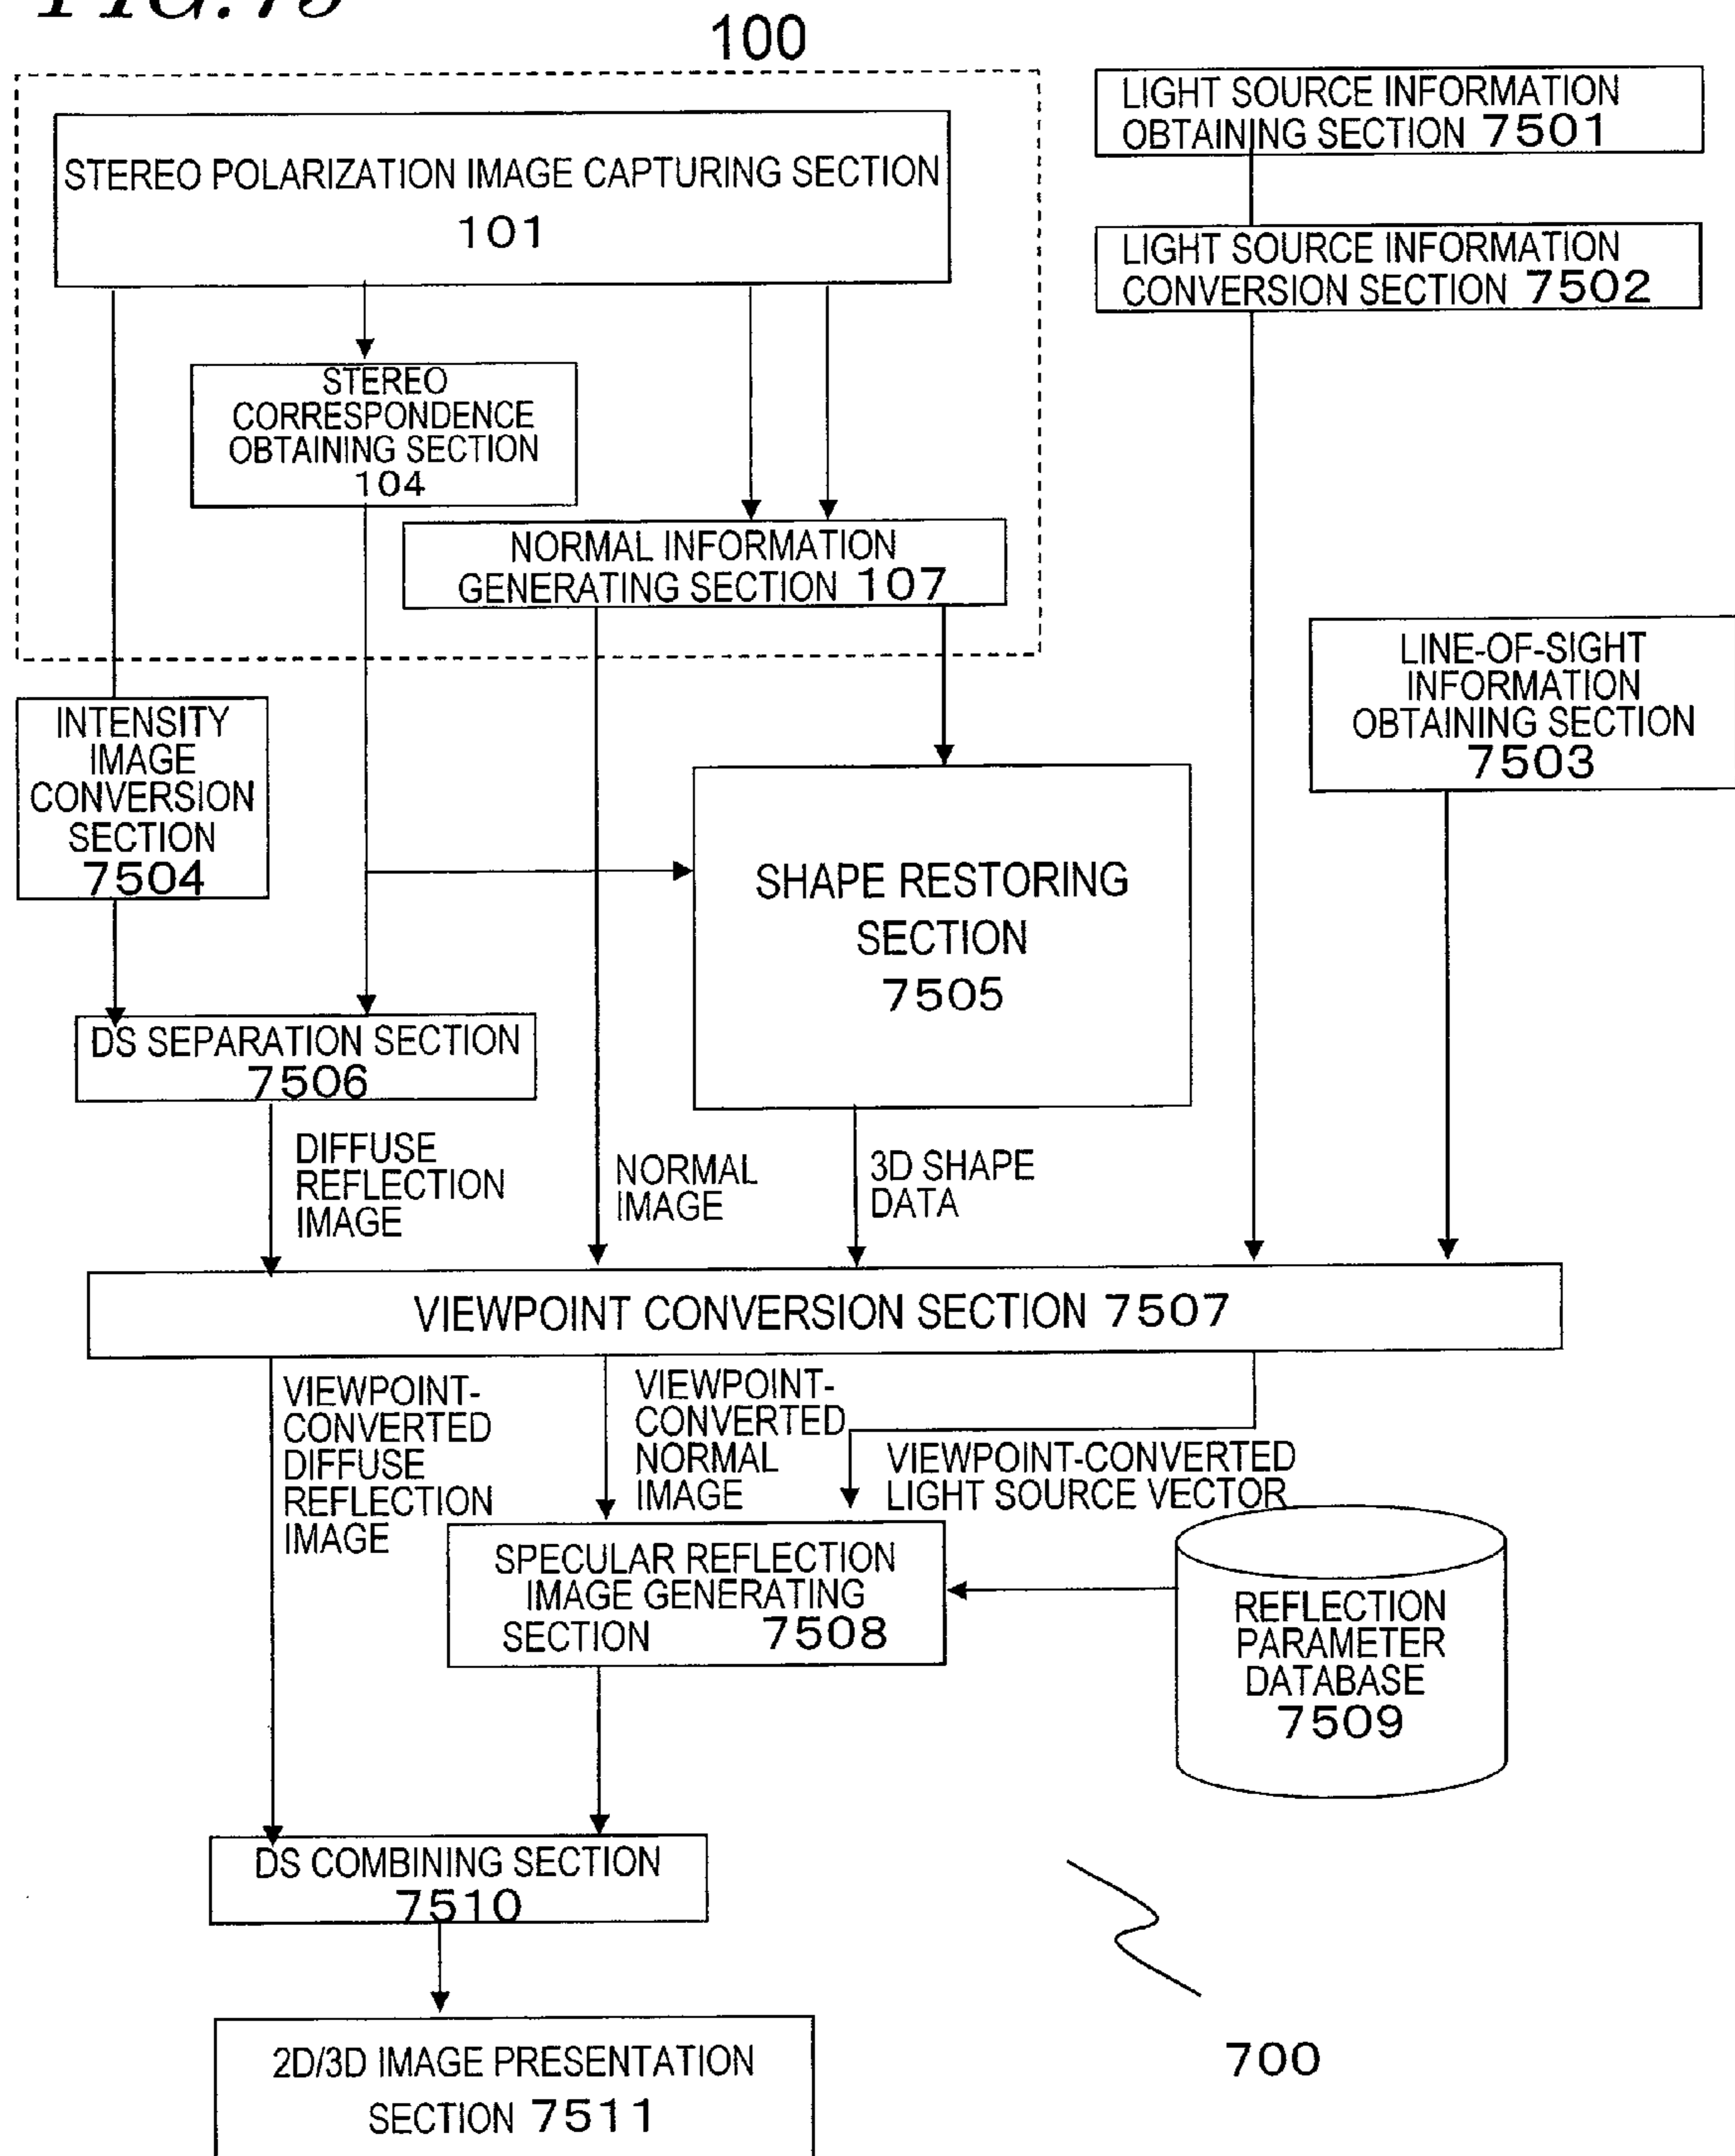 FIG.75
100
STEREO POLARIZATION IMAGE CAPTURING SECTION
101
LIGHT SOURCE INFORMATION
OBTAINING SECTION 7501
LIGHT SOURCE INFORMATION
CONVERSION SECTION 7502
STEREO
CORRESPONDENCE
OBTAINING SECTION
104
NORMAL INFORMATION
GENERATING SECTION 107
LINE-OF-SIGHT
INFORMATION
OBTAINING SECTION
7503
INTENSITY
IMAGE
CONVERSION
SECTION
7504
SHAPE RESTORING
SECTION
7505
DS SEPARATION SECTION
7506
DIFFUSE
REFLECTION
IMAGE
NORMAL
IMAGE
3D SHAPE
DATA
VIEWPOINT CONVERSION SECTION 7507
VIEWPOINT-
CONVERTED
DIFFUSE
REFLECTION
IMAGE
VIEWPOINT-
CONVERTED
NORMAL
IMAGE
VIEWPOINT-CONVERTED
LIGHT SOURCE VECTOR
SPECULAR REFLECTION
IMAGE GENERATING
SECTION 7508
REFLECTION
PARAMETER
DATABASE
7509
DS COMBINING SECTION
7510
2D/3D IMAGE PRESENTATION
SECTION 7511
700